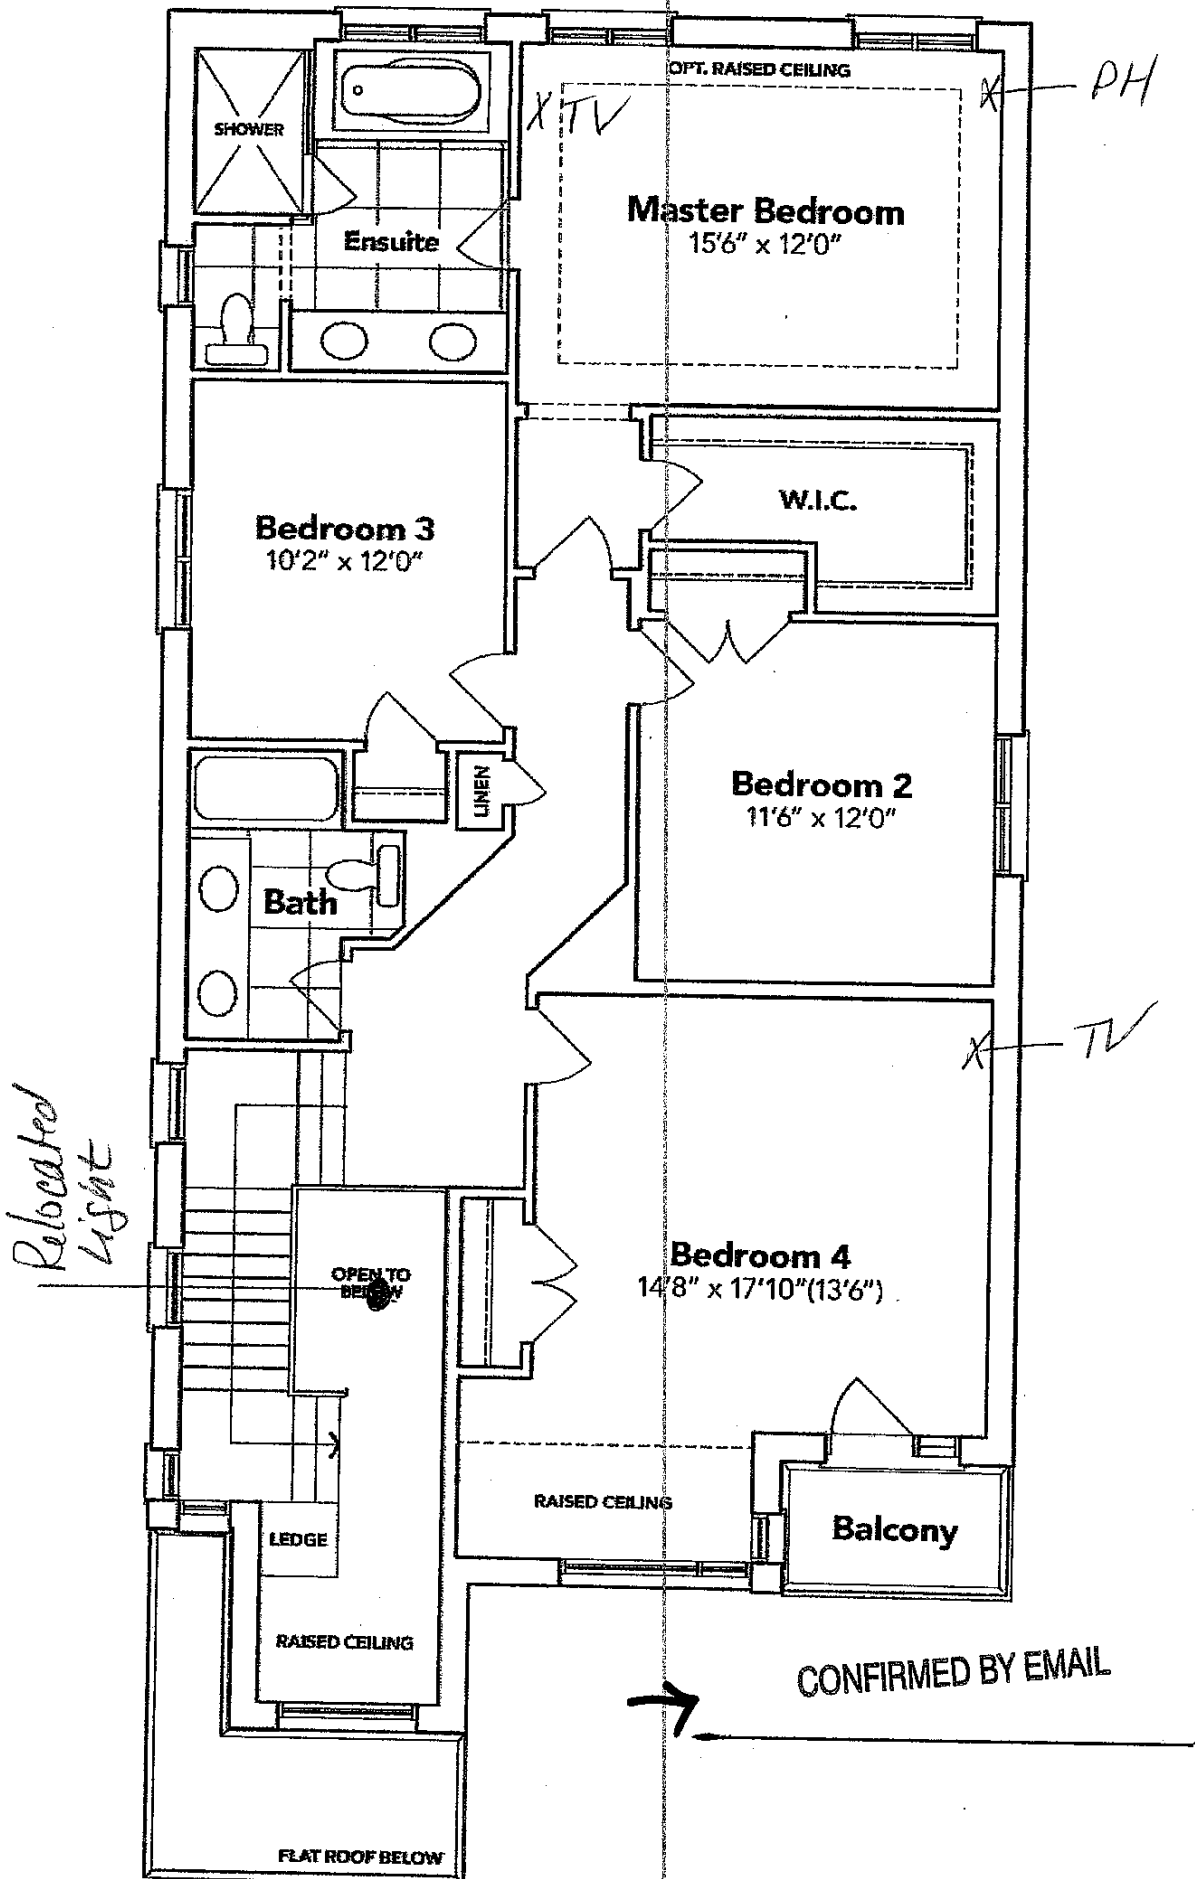 OPT. RAISED CEILING
X TV
X PH
SHOWER
Master Bedroom
15'6" x 12'0"
Ensuite
W.I.C.
Bedroom 3
10'2" x 12'0"
LINEN
Bedroom 2
11'6" x 12'0"
Bath
X TV
Relocated
Light
OPEN TO
BELOW
Bedroom 4
14'8" x 17'10"(13'6")
RAISED CEILING
Balcony
LEDGE
RAISED CEILING
CONFIRMED BY EMAIL
FLAT ROOF BELOW